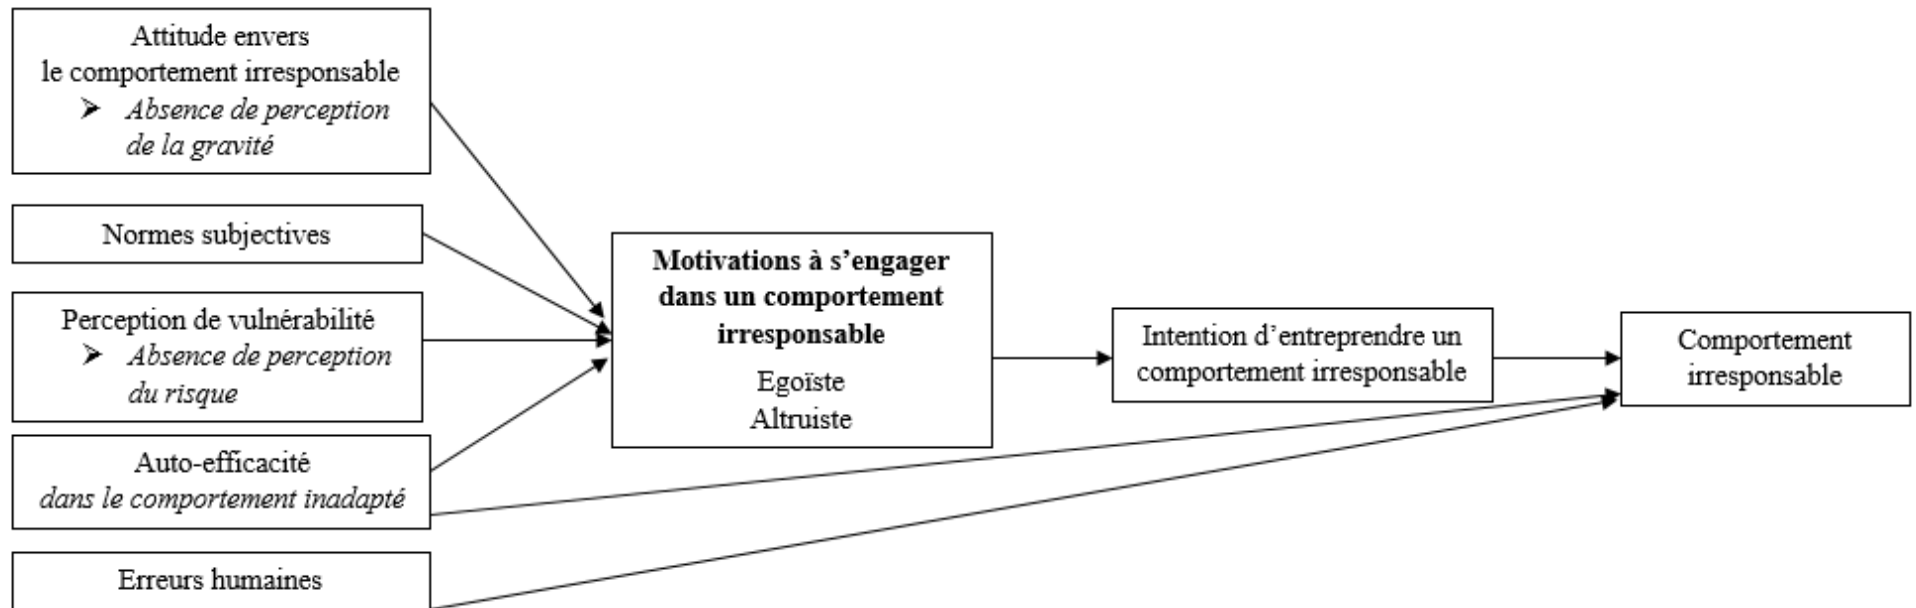 Attitude envers
le comportement irresponsable
➢ Absence de perception
de la gravité
Normes subjectives
Perception de vulnérabilité
➢ Absence de perception
du risque
Auto-efficacité
dans le comportement inadapté
Erreurs humaines
Motivations à s’engager
dans un comportement
irresponsable
Egoïste
Altruiste
Intention d’entreprendre un
comportement irresponsable
Comportement
irresponsable